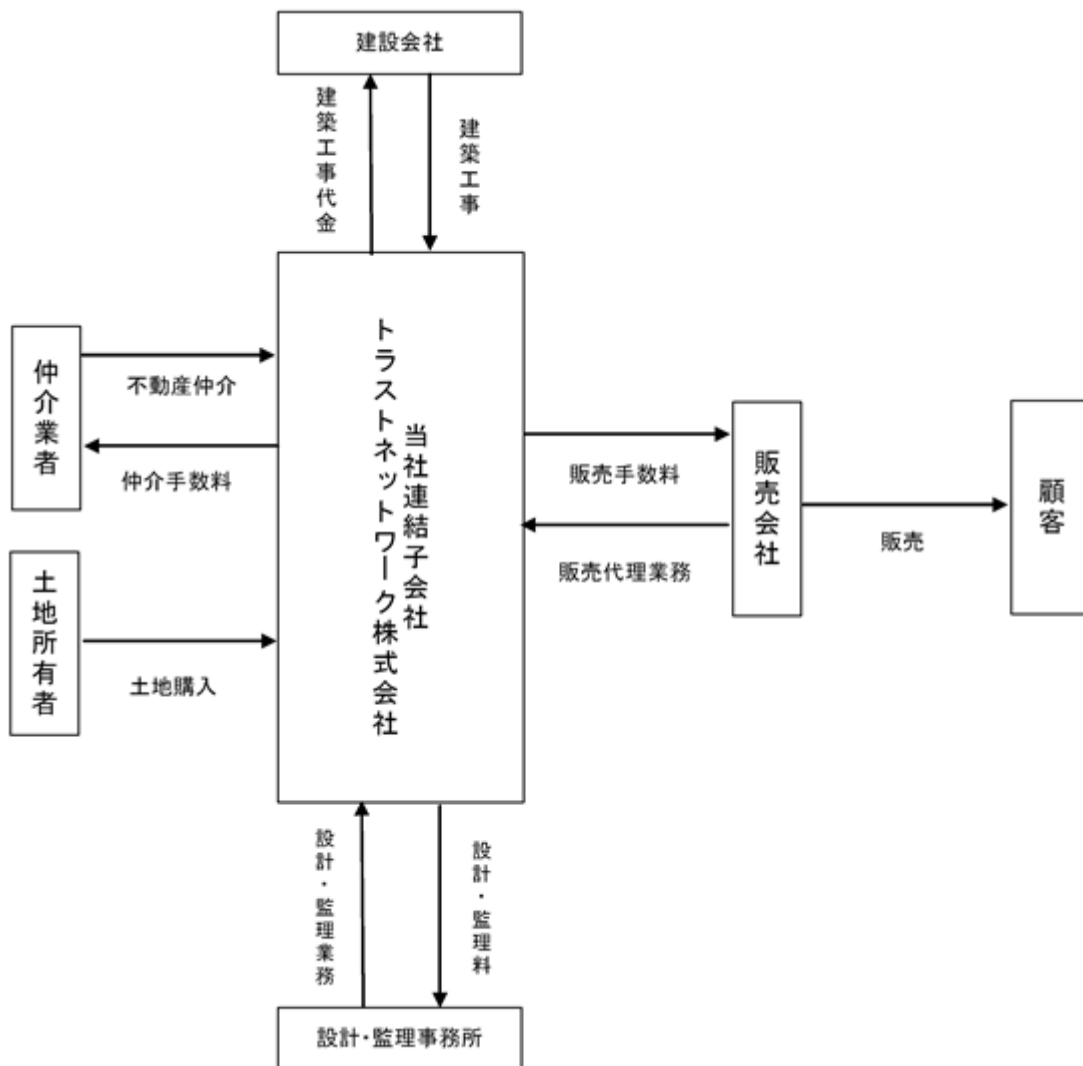 建設会社
建築工事代金
建築工事
仲介業者
不動産仲介
仲介手数料
土地所有者
土地購入
当社連結子会社
トラストネットワーク株式会社
販売手数料
販売代理業務
販売会社
販売
顧客
設計・監理業務
設計・監理料
設計・監理事務所